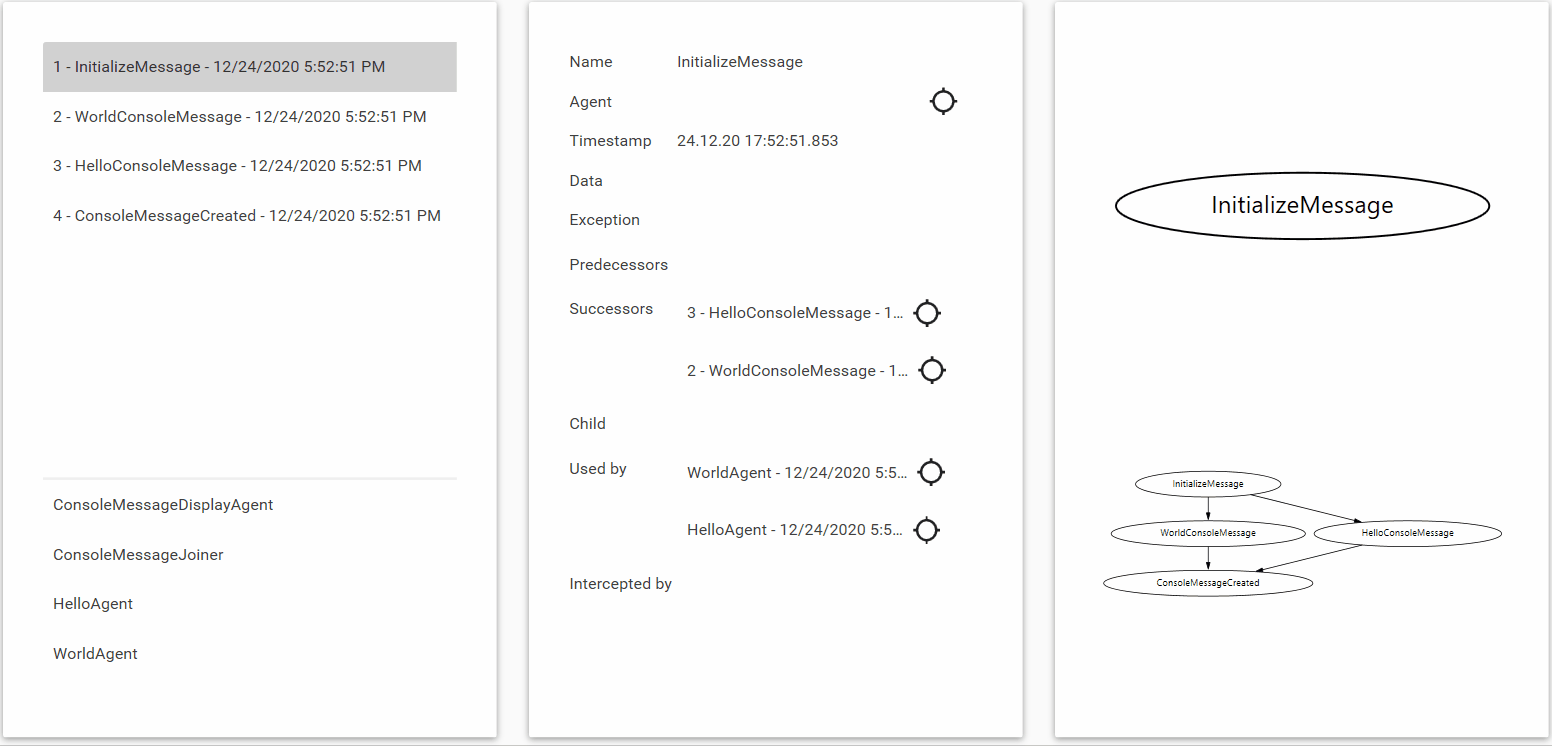 1 - InitializeMessage - 12/24/2020 5:52:51 PM
2 - WorldConsoleMessage - 12/24/2020 5:52:51 PM
3 - HelloConsoleMessage - 12/24/2020 5:52:51 PM
4 - ConsoleMessageCreated - 12/24/2020 5:52:51 PM
ConsoleMessageDisplayAgent
ConsoleMessageJoiner
HelloAgent
WorldAgent
Name InitializeMessage
Agent
Timestamp 24.12.20 17:52:51.853
Data
Exception
Predecessors
Successors 3 - HelloConsoleMessage - 1...
2 - WorldConsoleMessage - 1...
Child
Used by WorldAgent - 12/24/2020 5:5...
HelloAgent - 12/24/2020 5:5...
Intercepted by
InitializeMessage
InitializeMessage
WorldConsoleMessage HelloConsoleMessage
ConsoleMessageCreated